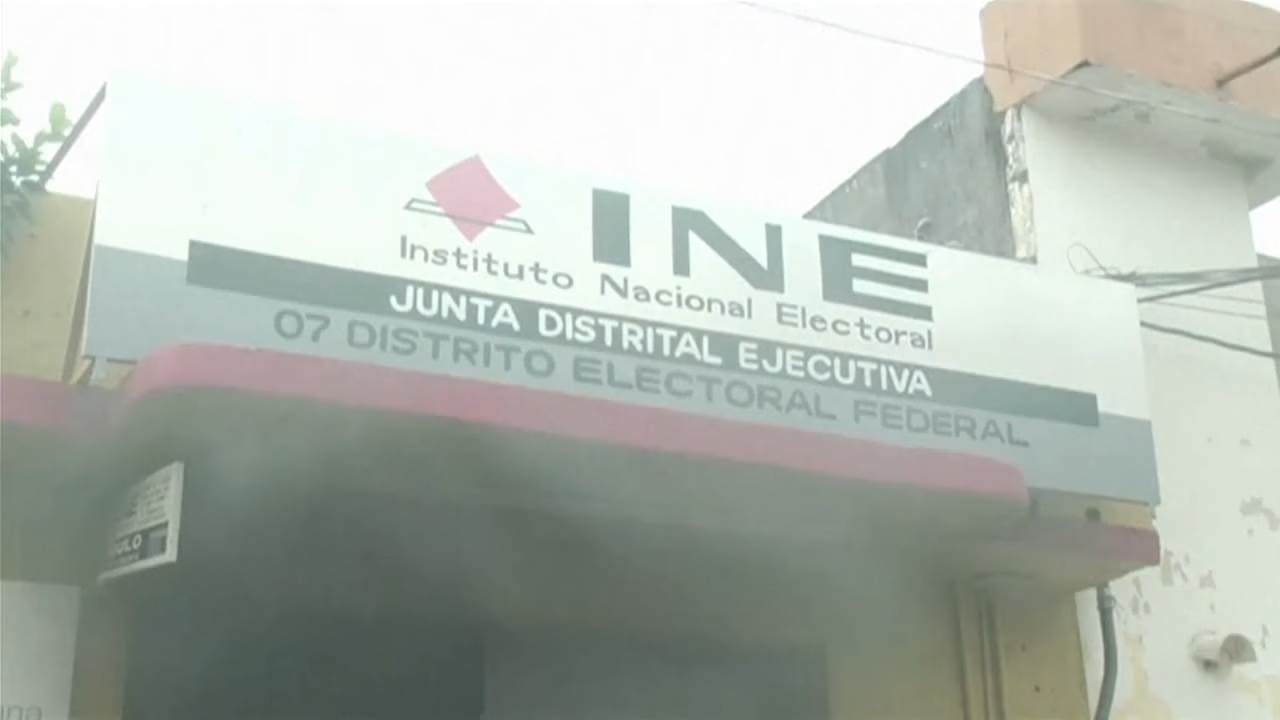 INE
Instituto Nacional Electoral
JUNTA DISTRITAL EJECUTIVA
07 DISTRITO ELECTORAL FEDERAL